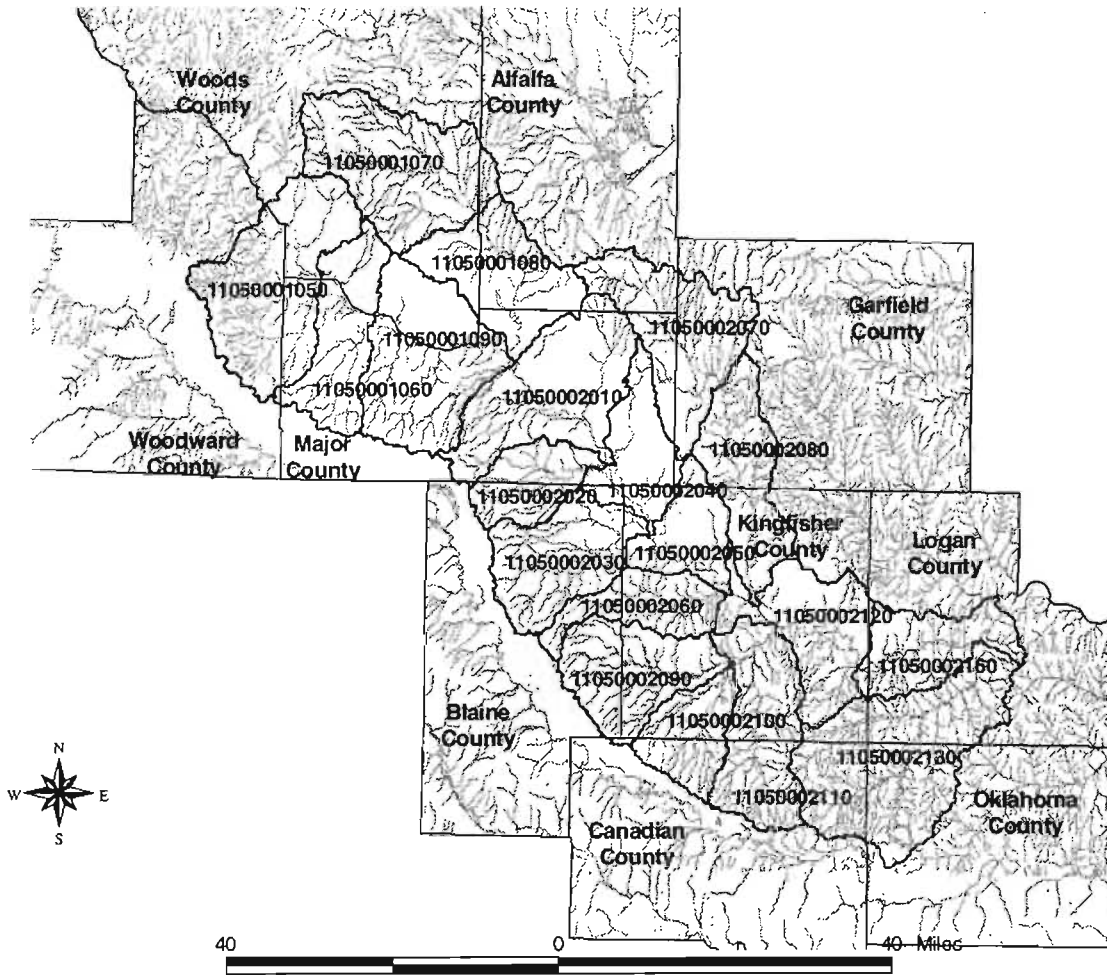 Woods
County
Alfalfa
County
11050001070
11050001080
11050001050
Garfield
County
11050002070
11050001090
11050001060
11050002010
Woodward
County
Major
County
11050002080
11050002020
11050002040
Kingfisher
County
Logan
County
11050002050
11050002030
11050002060
11050002120
11050002160
11050002090
Blaine
County
11050002100
11050002130
11050002110
Oklahoma
County
Canadian
County
N
W
E
S
40
0
40 Miles